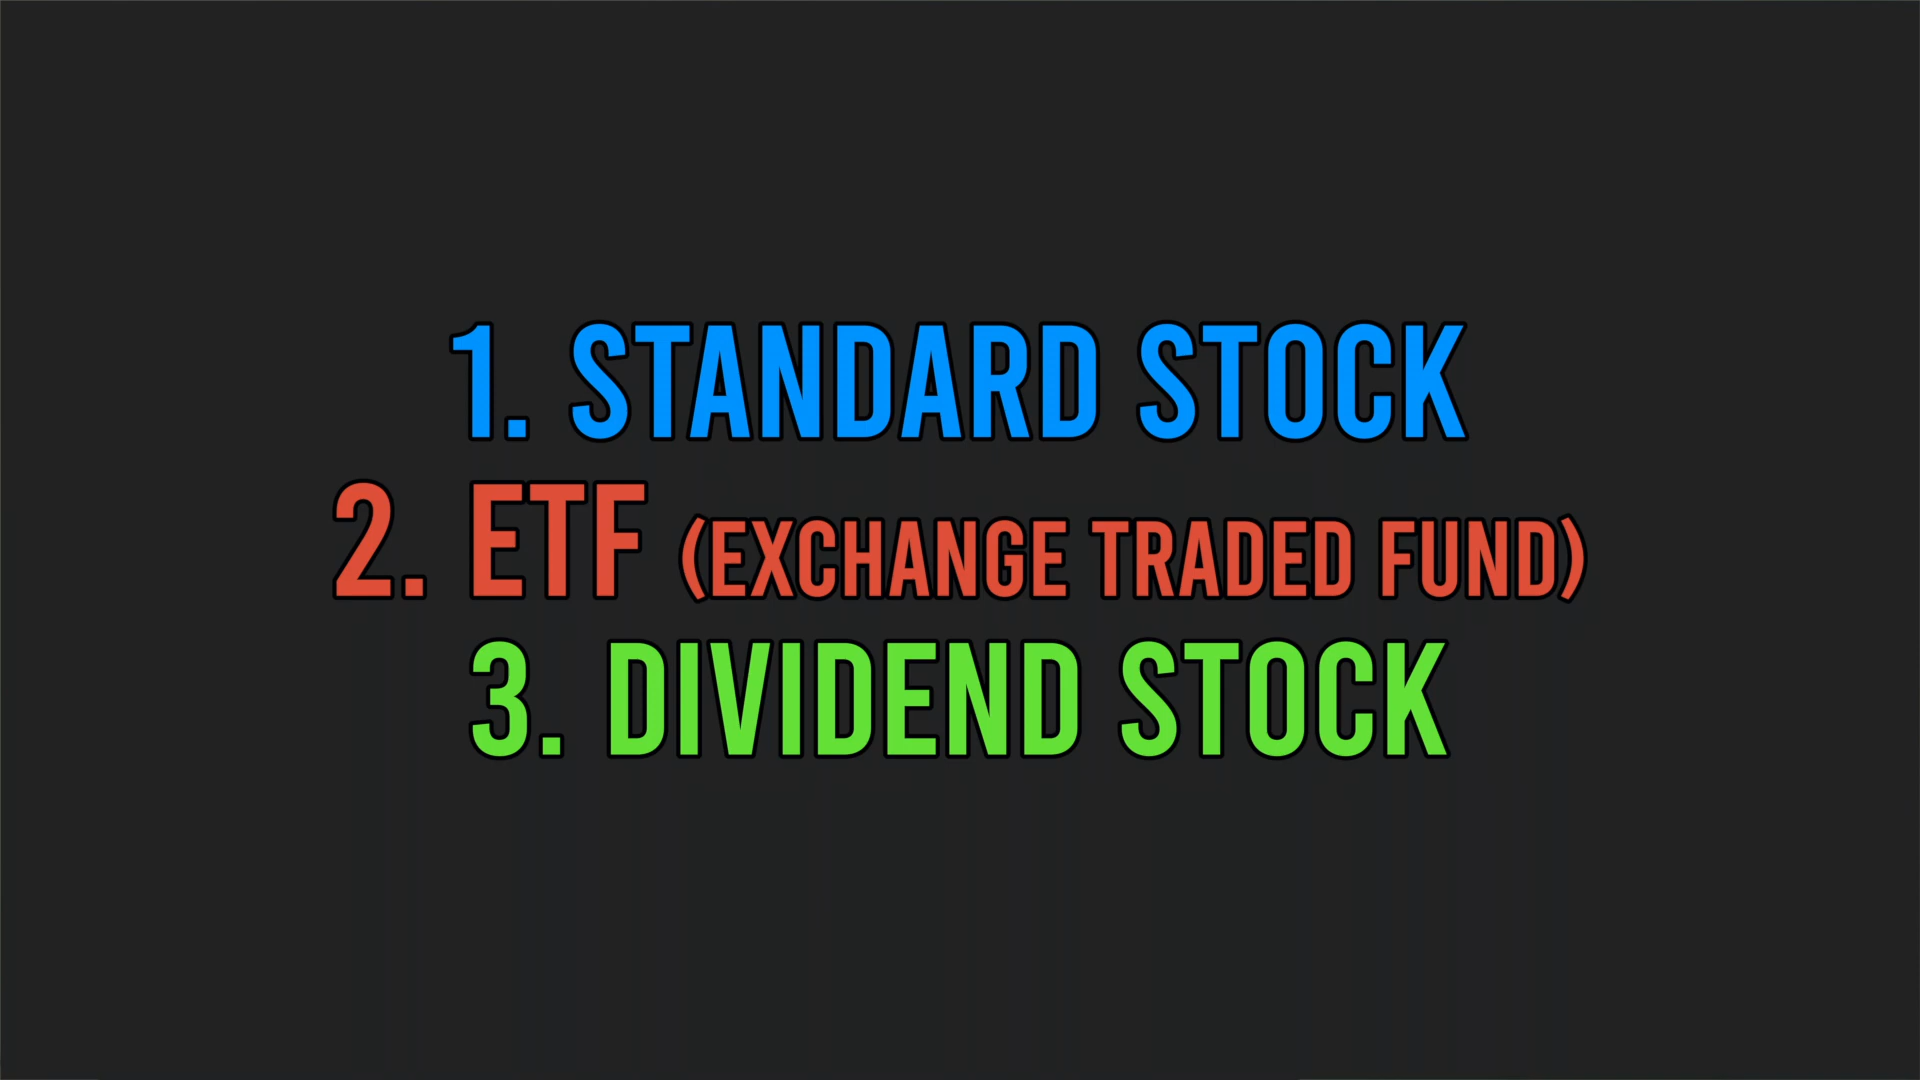 1. STANDARD STOCK
2. ETF (EXCHANGE TRADED FUND)
3. DIVIDEND STOCK